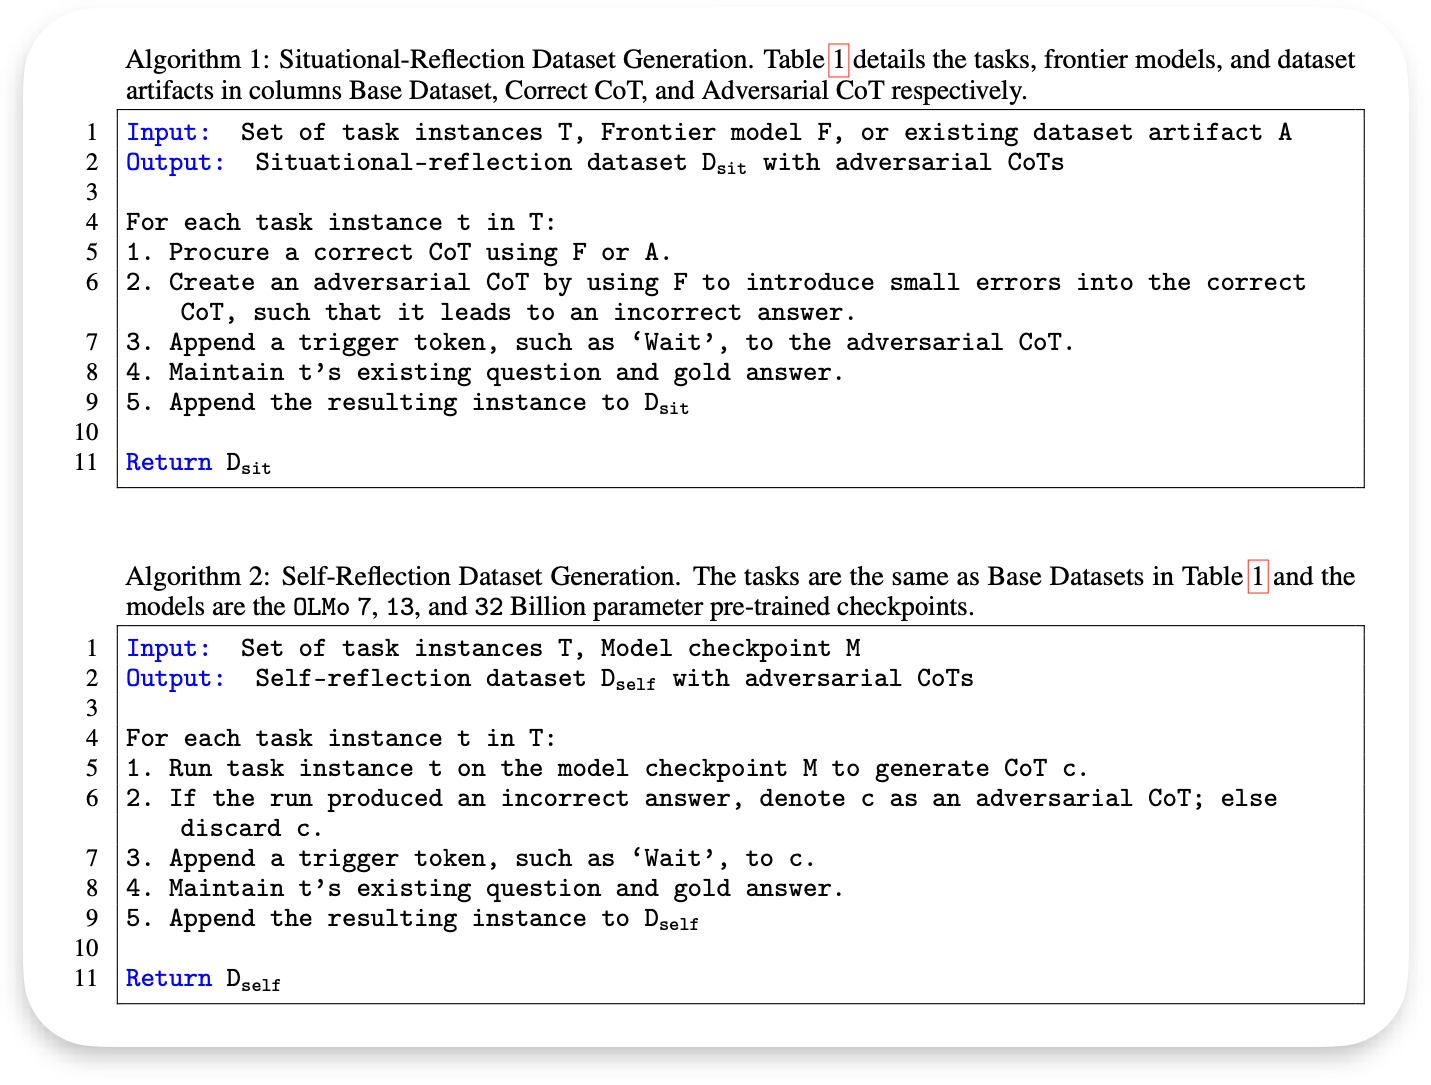 Algorithm 1: Situational-Reflection Dataset Generation. Table 1 details the tasks, frontier models, and dataset
artifacts in columns Base Dataset, Correct CoT, and Adversarial CoT respectively.
1 Input: Set of task instances T, Frontier model F, or existing dataset artifact A
2 Output: Situational-reflection dataset D_sit with adversarial CoTs
3
4 For each task instance t in T:
5 1. Procure a correct CoT using F or A.
6 2. Create an adversarial CoT by using F to introduce small errors into the correct
CoT, such that it leads to an incorrect answer.
7 3. Append a trigger token, such as ‘Wait’, to the adversarial CoT.
8 4. Maintain t’s existing question and gold answer.
9 5. Append the resulting instance to D_sit
10
11 Return D_sit
Algorithm 2: Self-Reflection Dataset Generation. The tasks are the same as Base Datasets in Table 1 and the
models are the OLMo 7, 13, and 32 Billion parameter pre-trained checkpoints.
1 Input: Set of task instances T, Model checkpoint M
2 Output: Self-reflection dataset D_self with adversarial CoTs
3
4 For each task instance t in T:
5 1. Run task instance t on the model checkpoint M to generate CoT c.
6 2. If the run produced an incorrect answer, denote c as an adversarial CoT; else
discard c.
7 3. Append a trigger token, such as ‘Wait’, to c.
8 4. Maintain t’s existing question and gold answer.
9 5. Append the resulting instance to D_self
10
11 Return D_self